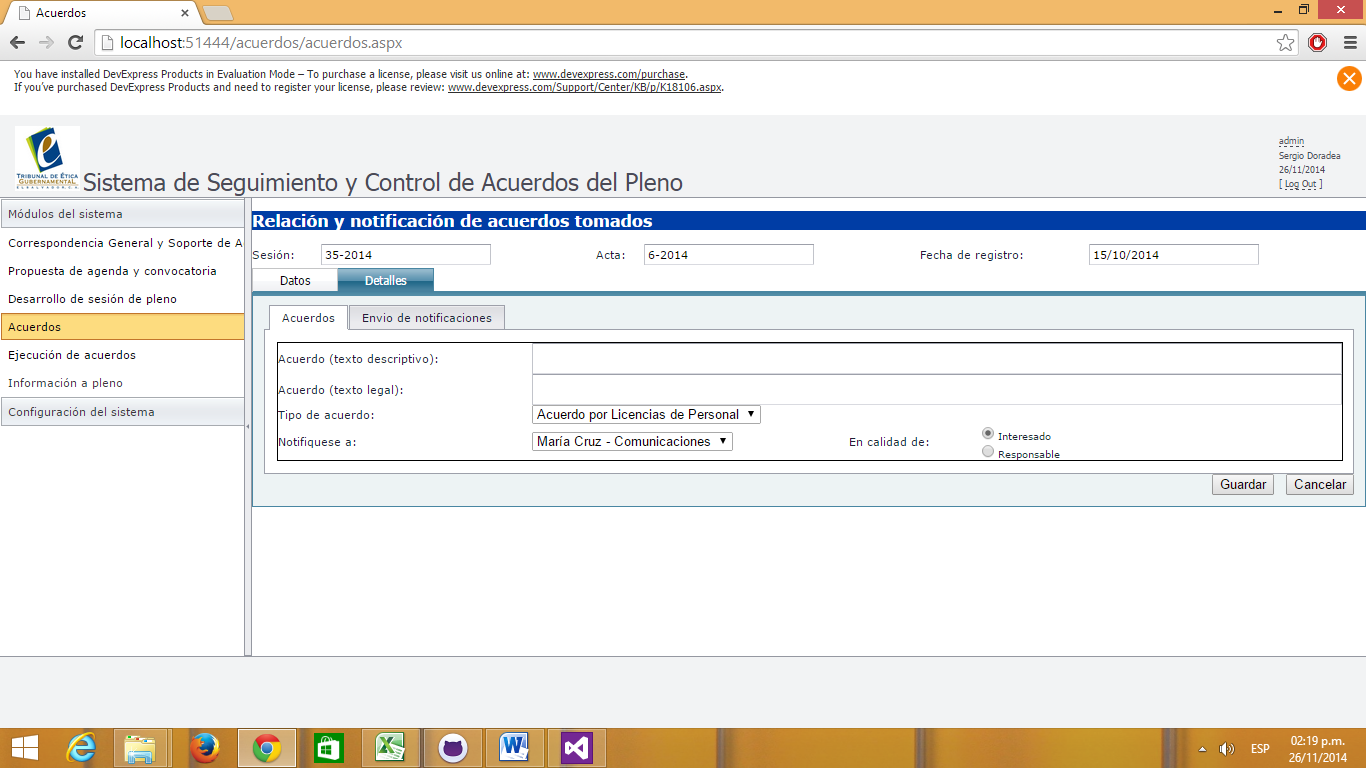 Acuerdos
localhost:51444/acuerdos/acuerdos.aspx
You have installed DevExpress Products in Evaluation Mode – To purchase a license, please visit us online at: www.devexpress.com/purchase.
If you've purchased DevExpress Products and need to register your license, please review: www.devexpress.com/Support/Center/KB/p/K18106.aspx.
TRIBUNAL DE ÉTICA
GUBERNAMENTAL
Sistema de Seguimiento y Control de Acuerdos del Pleno
admin
Sergio Doradea
26/11/2014
[ Log Out ]
Módulos del sistema
Correspondencia General y Soporte de A
Propuesta de agenda y convocatoria
Desarrollo de sesión de pleno
Acuerdos
Ejecución de acuerdos
Información a pleno
Configuración del sistema
Relación y notificación de acuerdos tomados
Sesión: 35-2014 Acta: 6-2014 Fecha de registro: 15/10/2014
Datos Detalles
Acuerdos Envio de notificaciones
Acuerdo (texto descriptivo):
Acuerdo (texto legal):
Tipo de acuerdo: Acuerdo por Licencias de Personal
Notifiquese a: María Cruz - Comunicaciones En calidad de: Interesado
Responsable
Guardar Cancelar
ESP
02:19 p.m.
26/11/2014